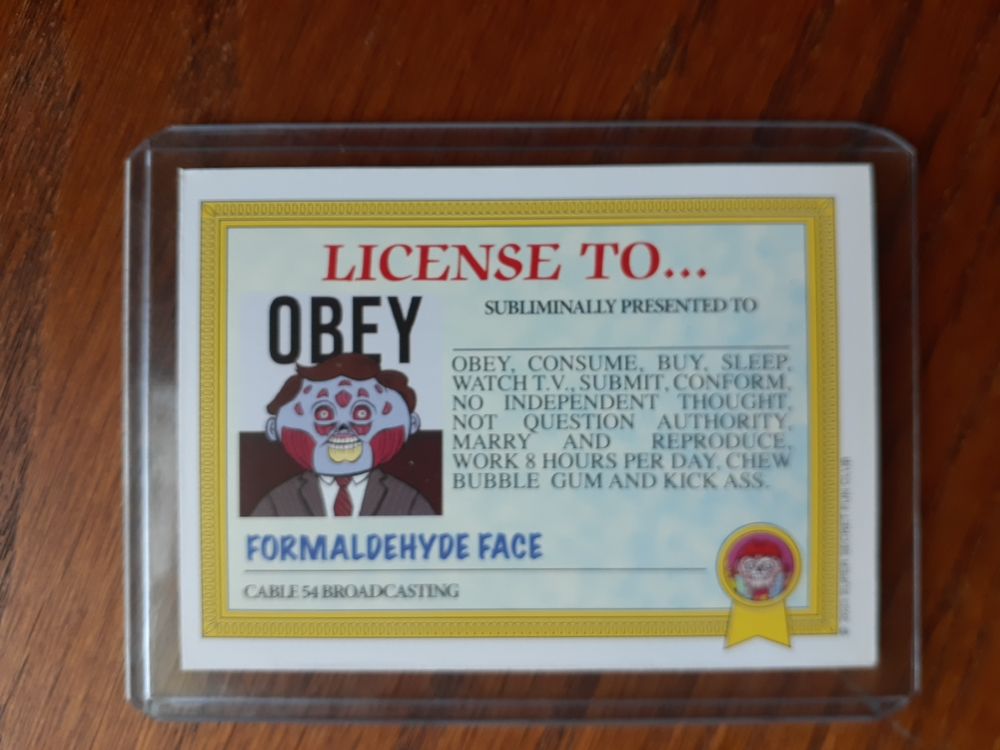 LICENSE TO...
OBEY
SUBLIMINALLY PRESENTED TO
OBEY, CONSUME, BUY, SLEEP,
WATCH T.V., SUBMIT, CONFORM,
NO INDEPENDENT THOUGHT,
NOT QUESTION AUTHORITY,
MARRY AND REPRODUCE,
WORK 8 HOURS PER DAY, CHEW
BUBBLE GUM AND KICK ASS.
FORMALDEHYDE FACE
CABLE 54 BROADCASTING